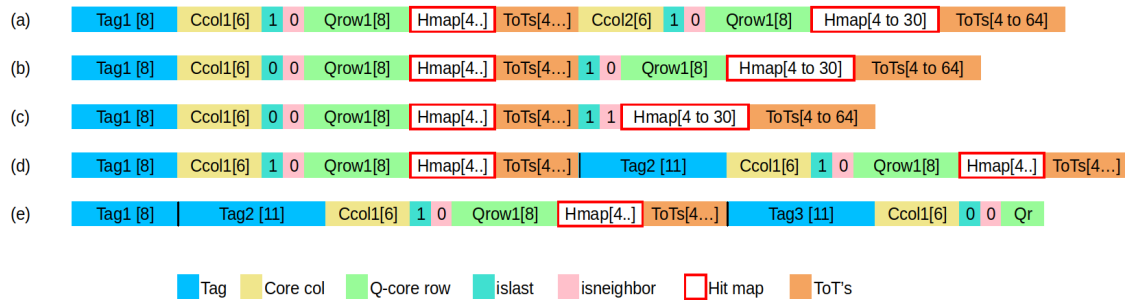 (a) Tag1 [8] Ccol1[6] 1 0 Qrow1[8] Hmap[4..] ToTs[4…] Ccol2[6] 1 0 Qrow1[8] Hmap[4 to 30] ToTs[4 to 64]
(b) Tag1 [8] Ccol1[6] 0 0 Qrow1[8] Hmap[4..] ToTs[4…] 1 0 Qrow1[8] Hmap[4 to 30] ToTs[4 to 64]
(c) Tag1 [8] Ccol1[6] 0 0 Qrow1[8] Hmap[4..] ToTs[4…] 1 1 Hmap[4 to 30] ToTs[4 to 64]
(d) Tag1 [8] Ccol1[6] 1 0 Qrow1[8] Hmap[4..] ToTs[4…] Tag2 [11] Ccol1[6] 1 0 Qrow1[8] Hmap[4..] ToTs[4…]
(e) Tag1 [8] Tag2 [11] Ccol1[6] 1 0 Qrow1[8] Hmap[4..] ToTs[4…] Tag3 [11] Ccol1[6] 0 0 Qr
Tag Core col Q-core row islast isneighbor Hit map ToT's